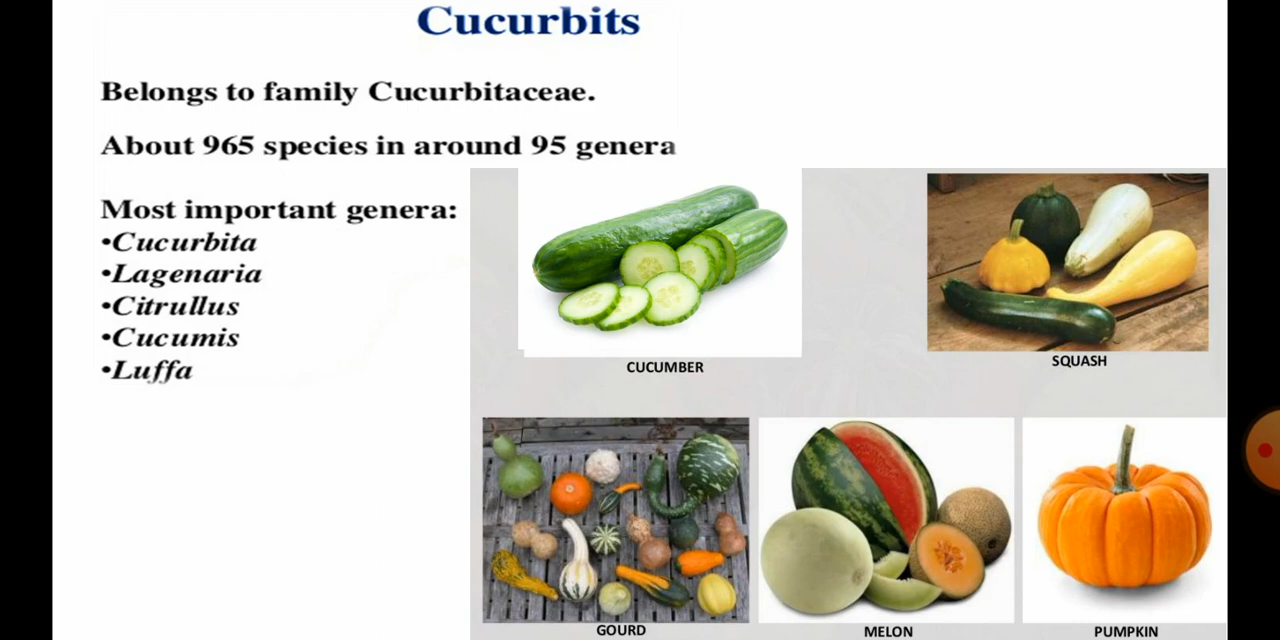 Cucurbits
Belongs to family Cucurbitaceae.
About 965 species in around 95 genera
Most important genera:
•Cucurbita
•Lagenaria
•Citrullus
•Cucumis
•Luffa
CUCUMBER
SQUASH
GOURD
MELON
PUMPKIN